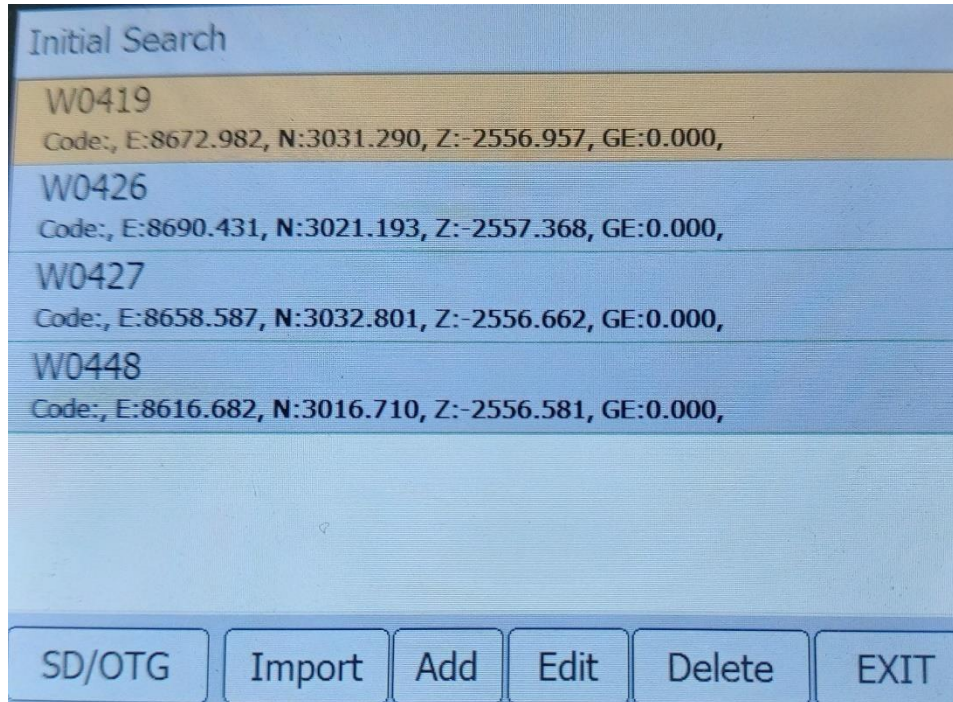 Initial Search
W0419
Code:, E:8672.982, N:3031.290, Z:-2556.957, GE:0.000,
W0426
Code:, E:8690.431, N:3021.193, Z:-2557.368, GE:0.000,
W0427
Code:, E:8658.587, N:3032.801, Z:-2556.662, GE:0.000,
W0448
Code:, E:8616.682, N:3016.710, Z:-2556.581, GE:0.000,
SD/OTG Import Add Edit Delete EXIT